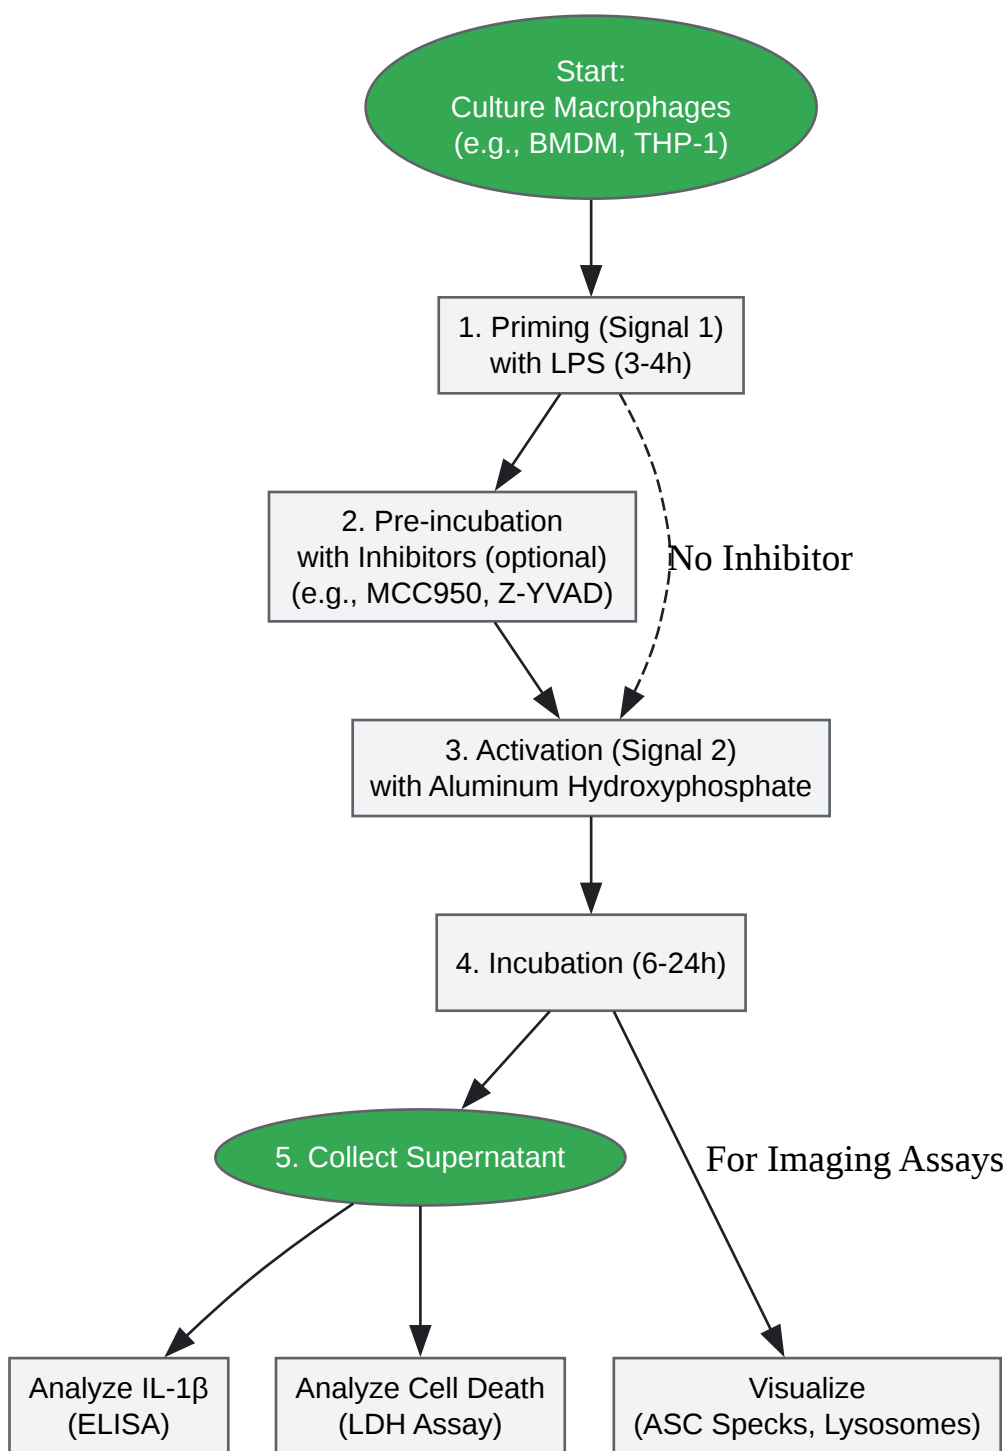 Start:
Culture Macrophages
(e.g., BMDM, THP-1)
1. Priming (Signal 1)
with LPS (3-4h)
2. Pre-incubation
with Inhibitors (optional)
(e.g., MCC950, Z-YVAD)
No Inhibitor
3. Activation (Signal 2)
with Aluminum Hydroxyphosphate
4. Incubation (6-24h)
5. Collect Supernatant
For Imaging Assays
Analyze IL-1β
(ELISA)
Analyze Cell Death
(LDH Assay)
Visualize
(ASC Specks, Lysosomes)